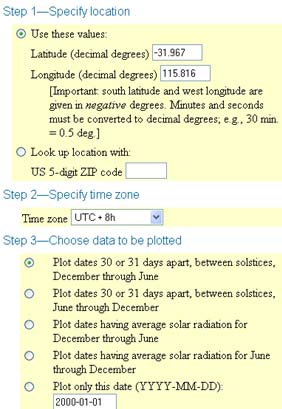 Step 1—Specify location
Use these values:
Latitude (decimal degrees) -31.967
Longitude (decimal degrees) 115.816
[Important: south latitude and west longitude are
given in negative degrees. Minutes and seconds
must be converted to decimal degrees; e.g., 30 min.
= 0.5 deg.]
Look up location with:
US 5-digit ZIP code
Step 2—Specify time zone
Time zone UTC + 8h
Step 3—Choose data to be plotted
Plot dates 30 or 31 days apart, between solstices,
December through June
Plot dates 30 or 31 days apart, between solstices,
June through December
Plot dates having average solar radiation for
December through June
Plot dates having average solar radiation for June
through December
Plot only this date (YYYY-MM-DD):
2000-01-01